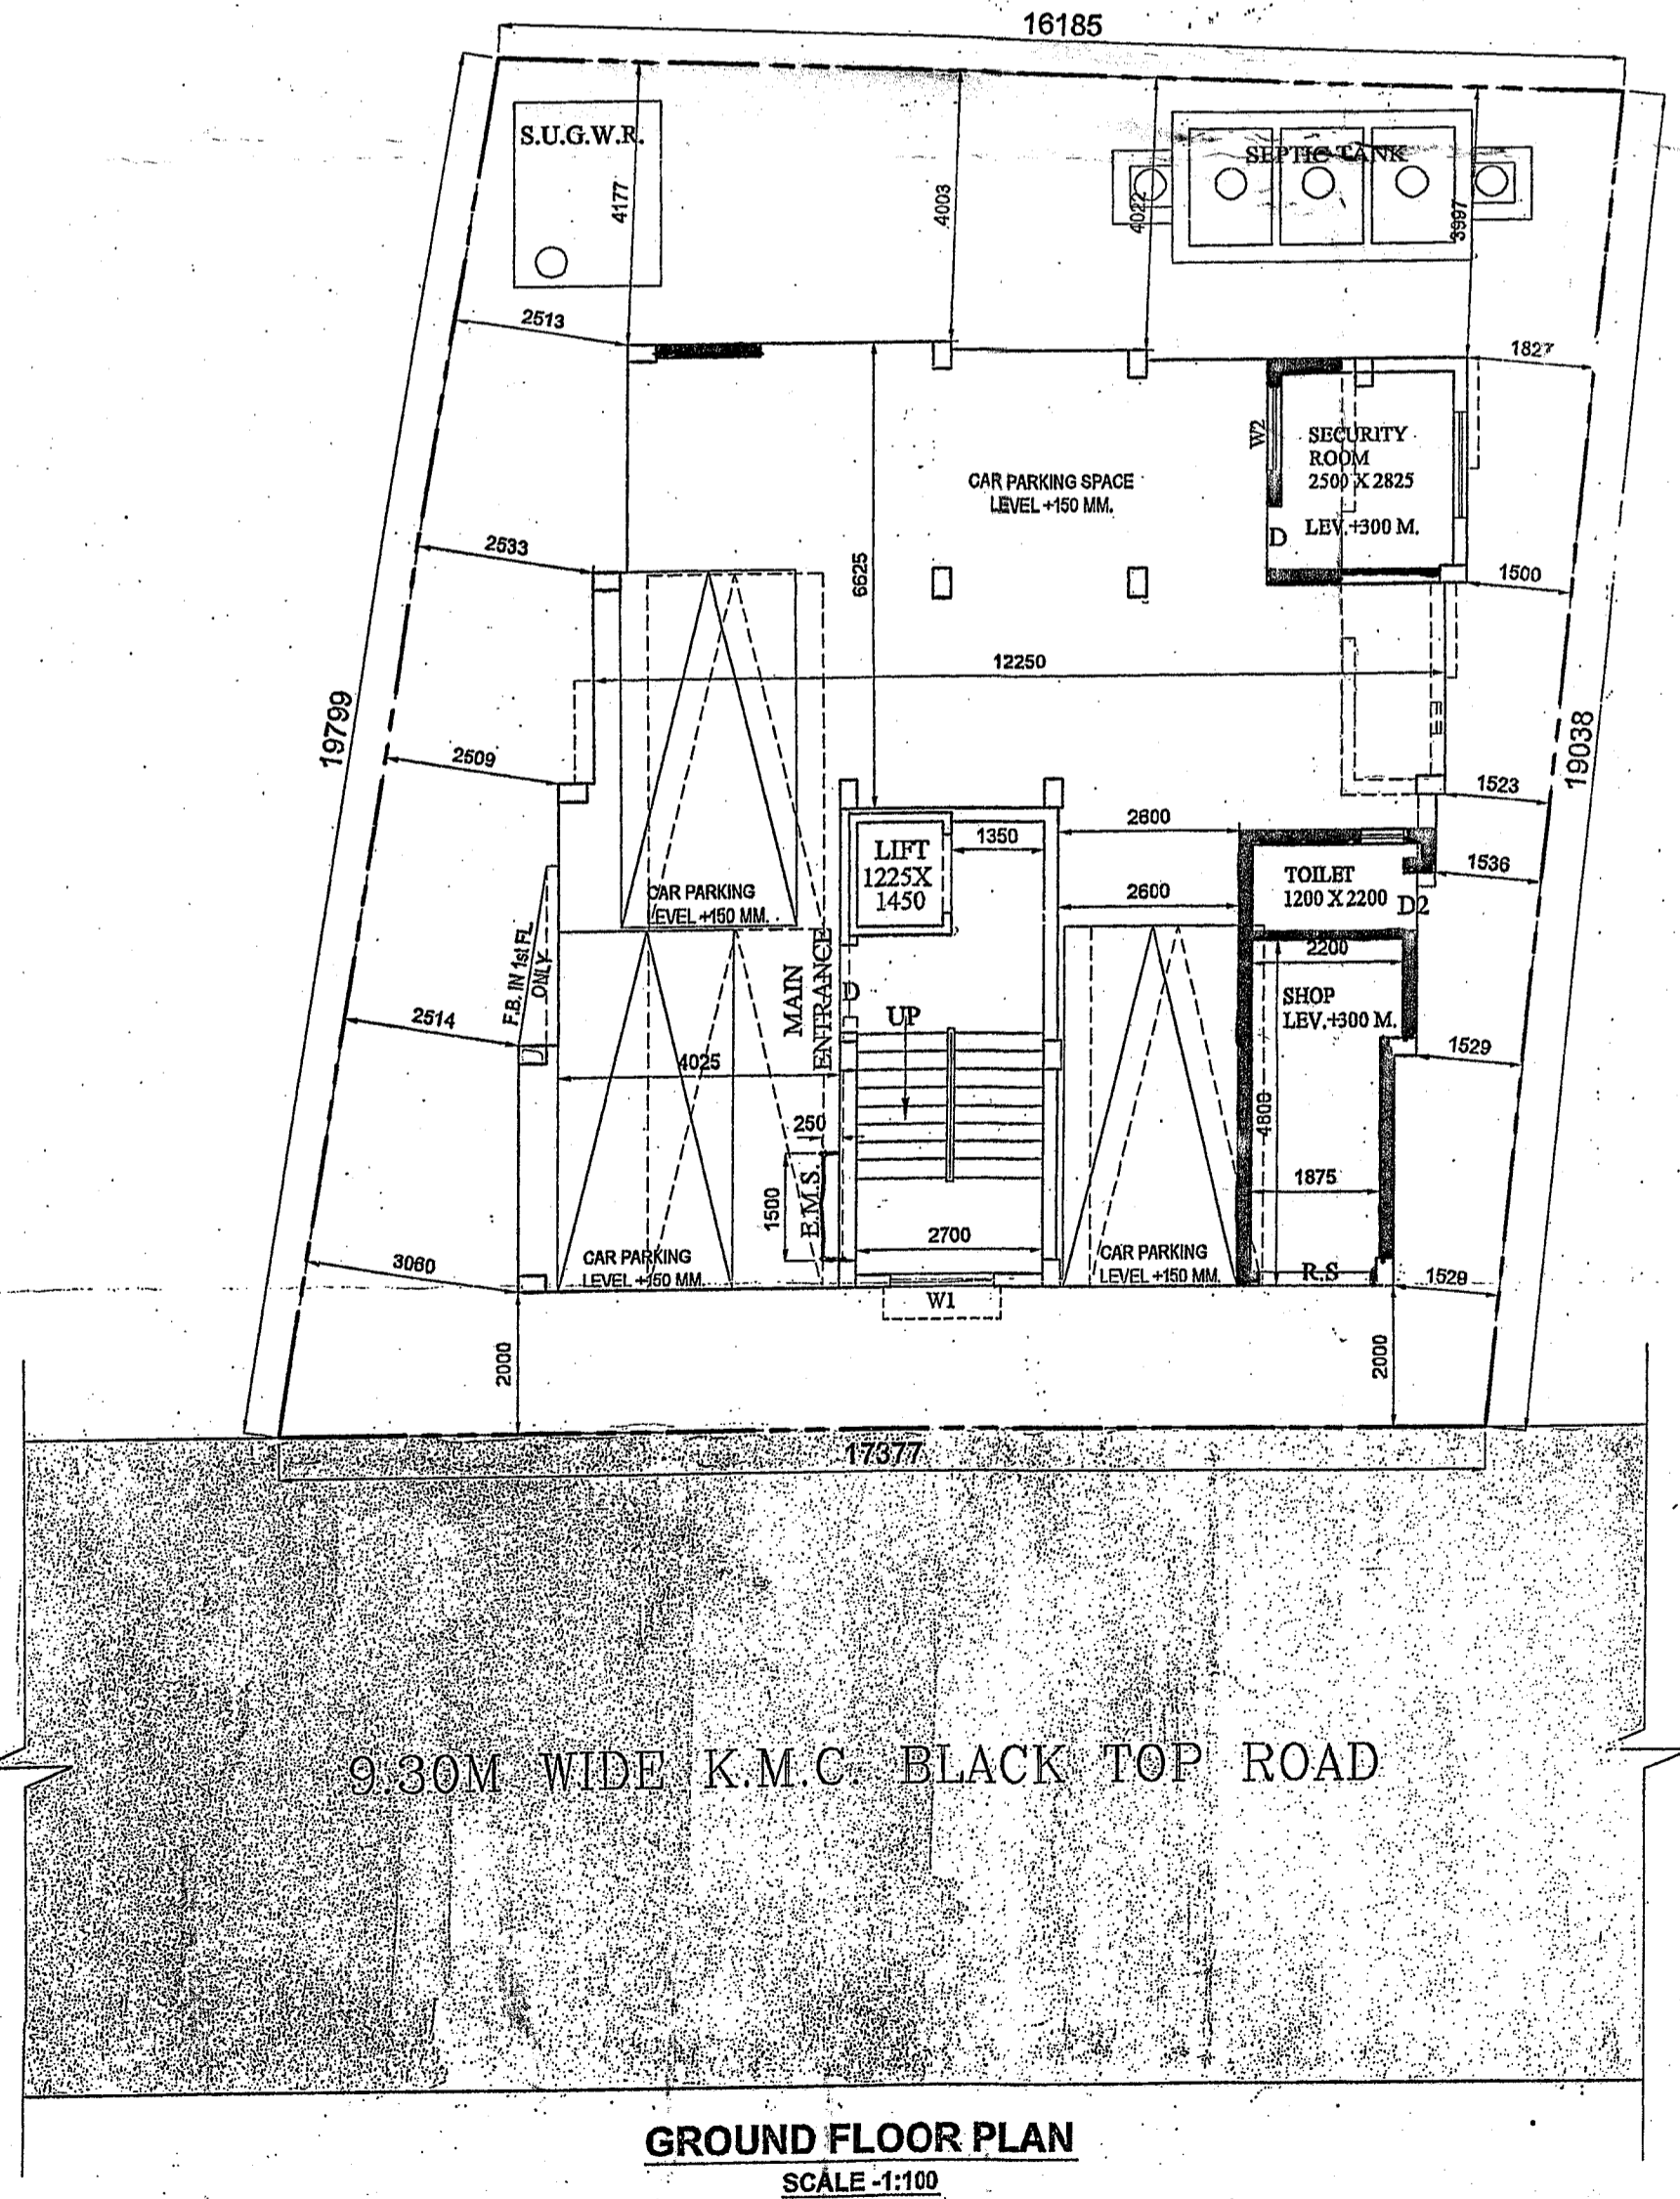 16185
S.U.G.W.R.
SEPTIC TANK
4177
4003
4022
3997
2513
1827
W2
SECURITY
ROOM
2500 X 2825
LEV.+300 M.
D
CAR PARKING SPACE
LEVEL +150 MM.
2533
6625
1500
12250
19799
19038
2509
1523
2600
LIFT
1225X
1450
1350
TOILET
1200 X 2200
D2
1536
CAR PARKING
LEVEL +150 MM.
2600
F.B. IN 1st FL.
ONLY
MAIN
ENTRANCE
D
UP
2200
SHOP
LEV.+300 M.
2514
4025
1529
250
4800
1500
E.M.S.
1875
2700
CAR PARKING
LEVEL +150 MM.
CAR PARKING
LEVEL +150 MM.
R.S
3060
1529
W1
2000
2000
17377
9.30M WIDE K.M.C. BLACK TOP ROAD
GROUND FLOOR PLAN
SCALE -1:100